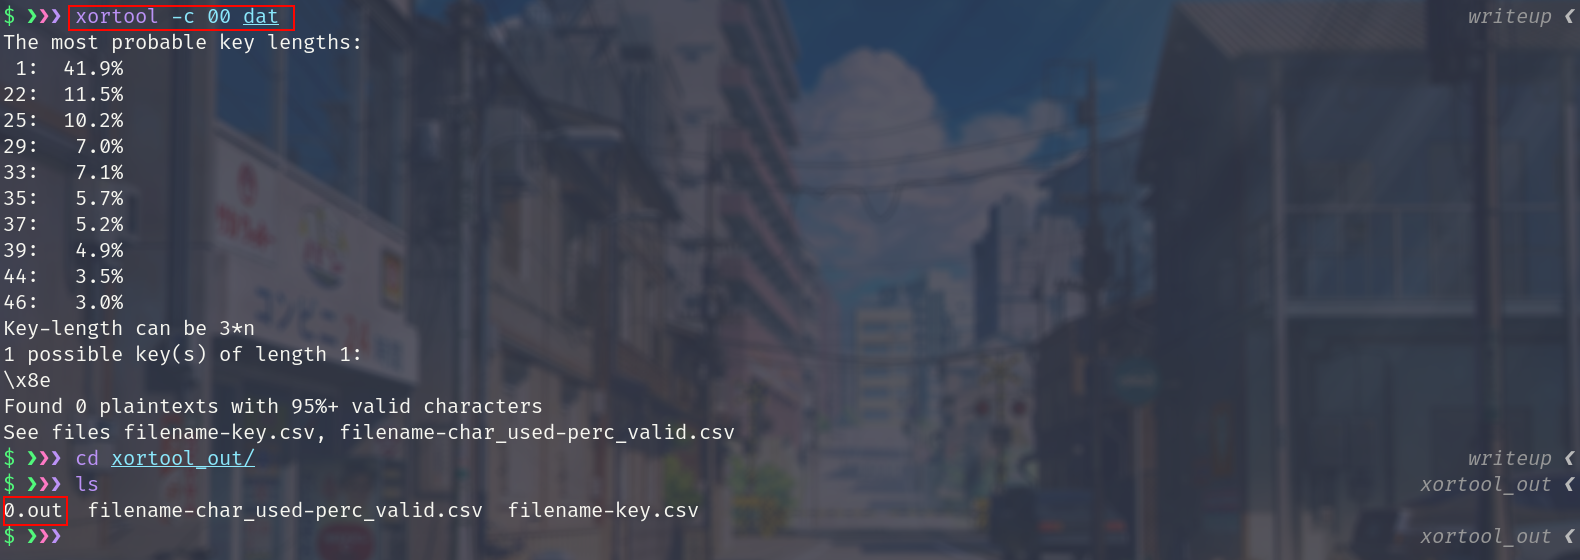 $ ❯❯❯ xortool -c 00 dat writeup ❮
The most probable key lengths:
1: 41.9%
22: 11.5%
25: 10.2%
29: 7.0%
33: 7.1%
35: 5.7%
37: 5.2%
39: 4.9%
44: 3.5%
46: 3.0%
Key-length can be 3*n
1 possible key(s) of length 1:
\x8e
Found 0 plaintexts with 95%+ valid characters
See files filename-key.csv, filename-char_used-perc_valid.csv
$ ❯❯❯ cd xortool_out/ writeup ❮
$ ❯❯❯ ls xortool_out ❮
0.out filename-char_used-perc_valid.csv filename-key.csv
$ ❯❯❯ xortool_out ❮
コンビニ